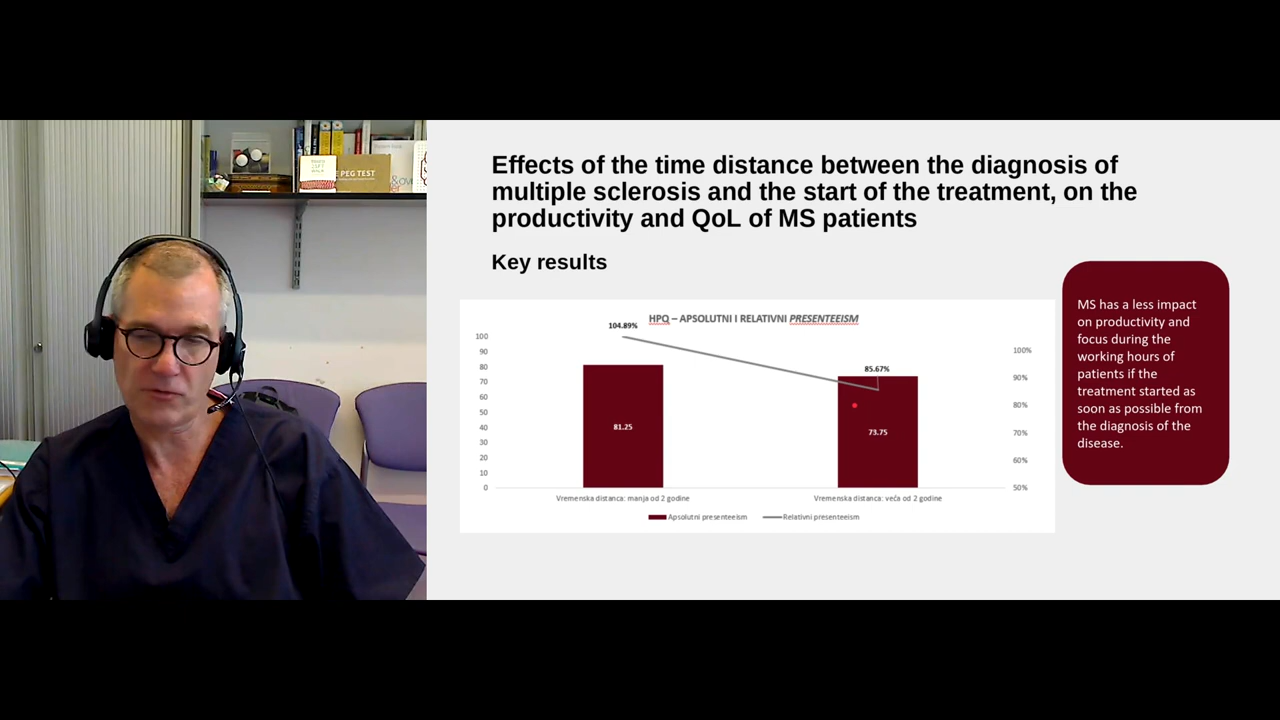 PEG TEST
Effects of the time distance between the diagnosis of
multiple sclerosis and the start of the treatment, on the
productivity and QoL of MS patients
Key results
HPQ – APSOLUTNI I RELATIVNI PRESENTEEISM
104.89%
85.67%
100
90
80
70
60
50
40
30
20
10
0
81.25
73.75
100%
90%
80%
70%
60%
50%
Vremenska distanca: manja od 2 godine
Vremenska distanca: veća od 2 godine
Apsolutni presenteeism
Relativni presenteeism
MS has a less impact
on productivity and
focus during the
working hours of
patients if the
treatment started as
soon as possible from
the diagnosis of the
disease.